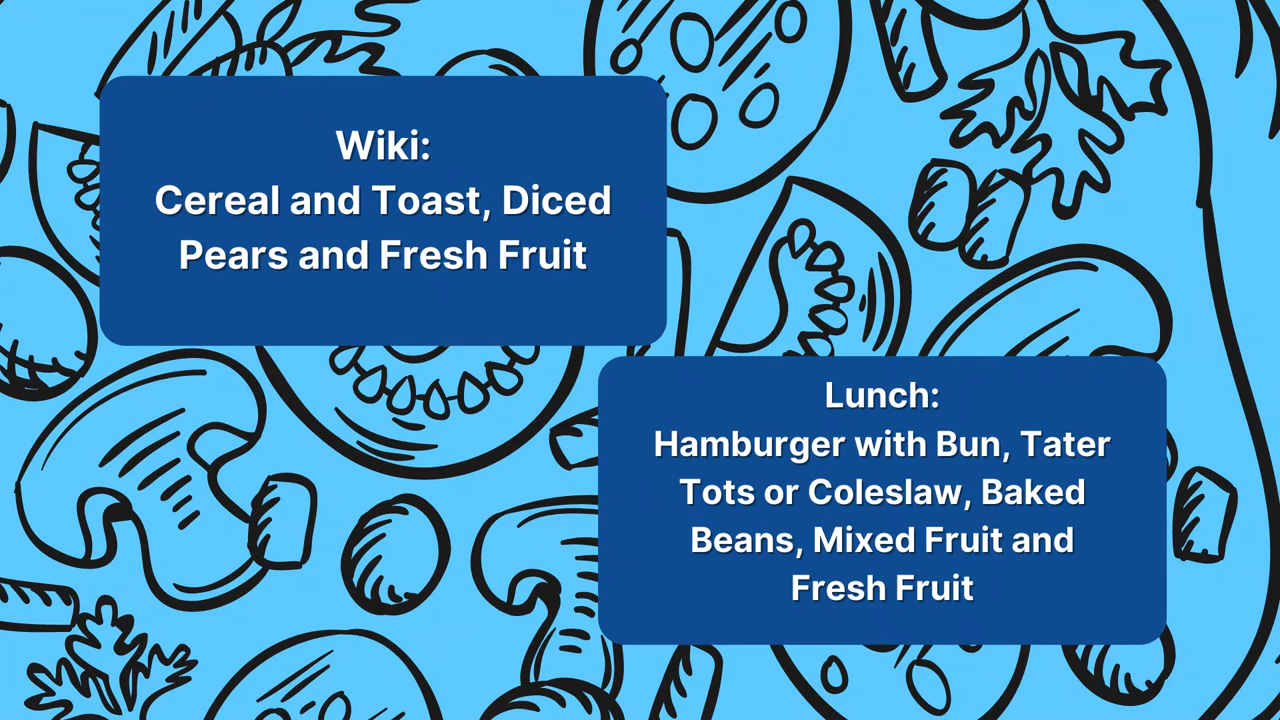 Wiki:
Cereal and Toast, Diced
Pears and Fresh Fruit
Lunch:
Hamburger with Bun, Tater
Tots or Coleslaw, Baked
Beans, Mixed Fruit and
Fresh Fruit